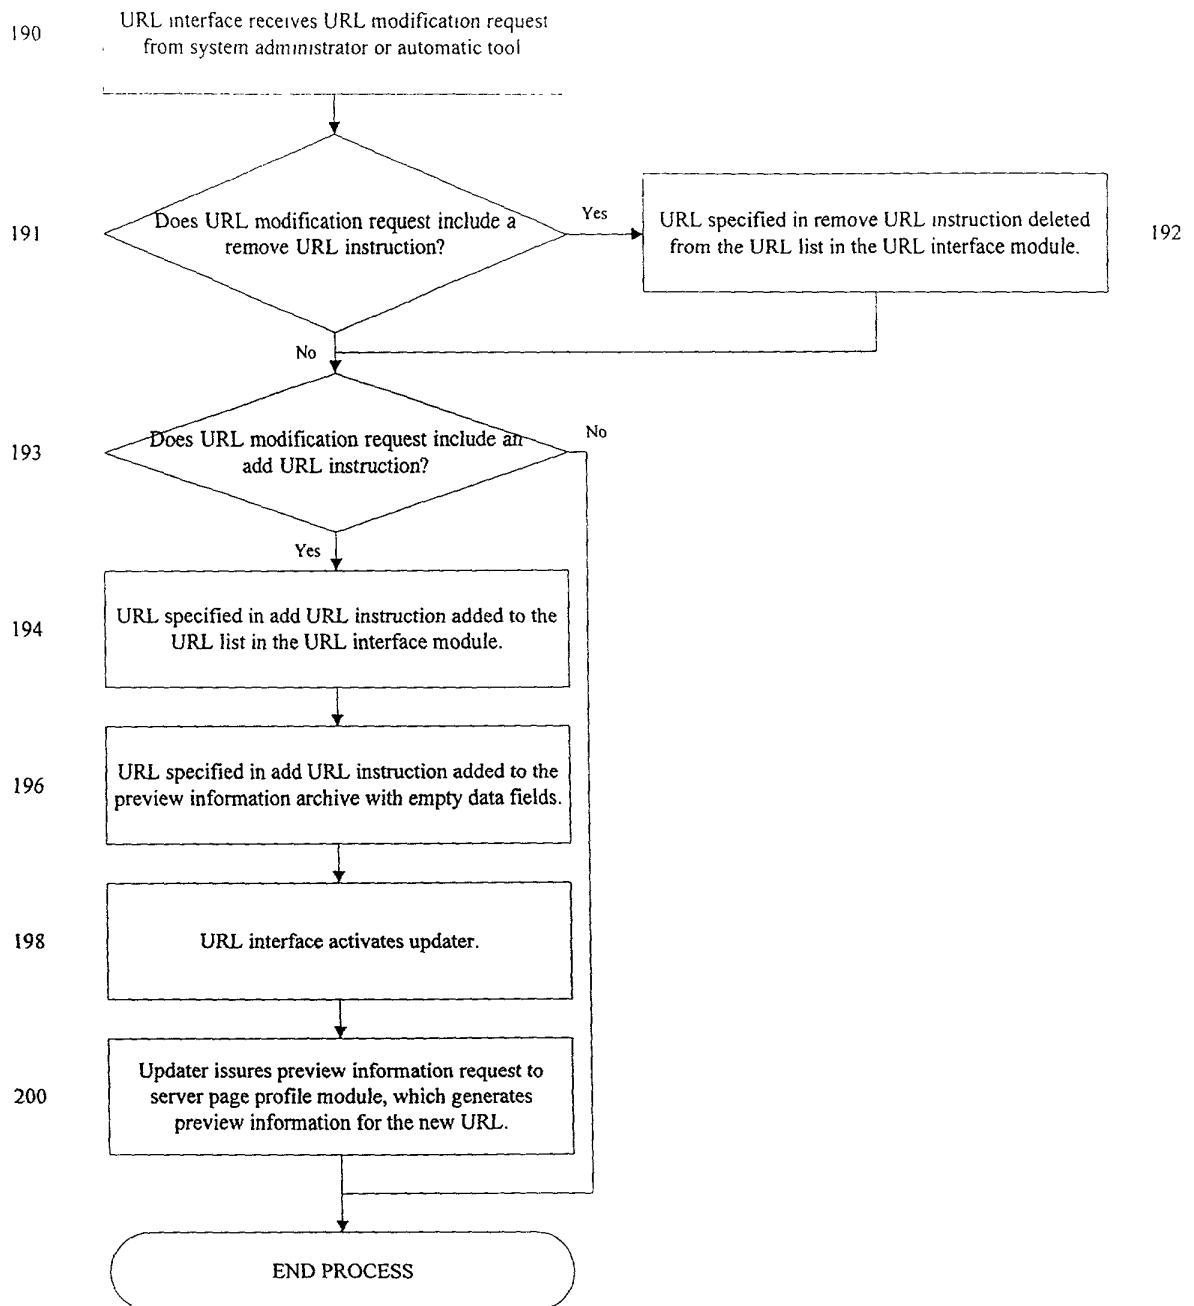 190
URL interface receives URL modification request
from system administrator or automatic tool
191
Does URL modification request include a
remove URL instruction?
Yes
URL specified in remove URL instruction deleted
from the URL list in the URL interface module.
192
No
193
Does URL modification request include an
add URL instruction?
No
Yes
194
URL specified in add URL instruction added to the
URL list in the URL interface module.
196
URL specified in add URL instruction added to the
preview information archive with empty data fields.
198
URL interface activates updater.
200
Updater issures preview information request to
server page profile module, which generates
preview information for the new URL.
END PROCESS